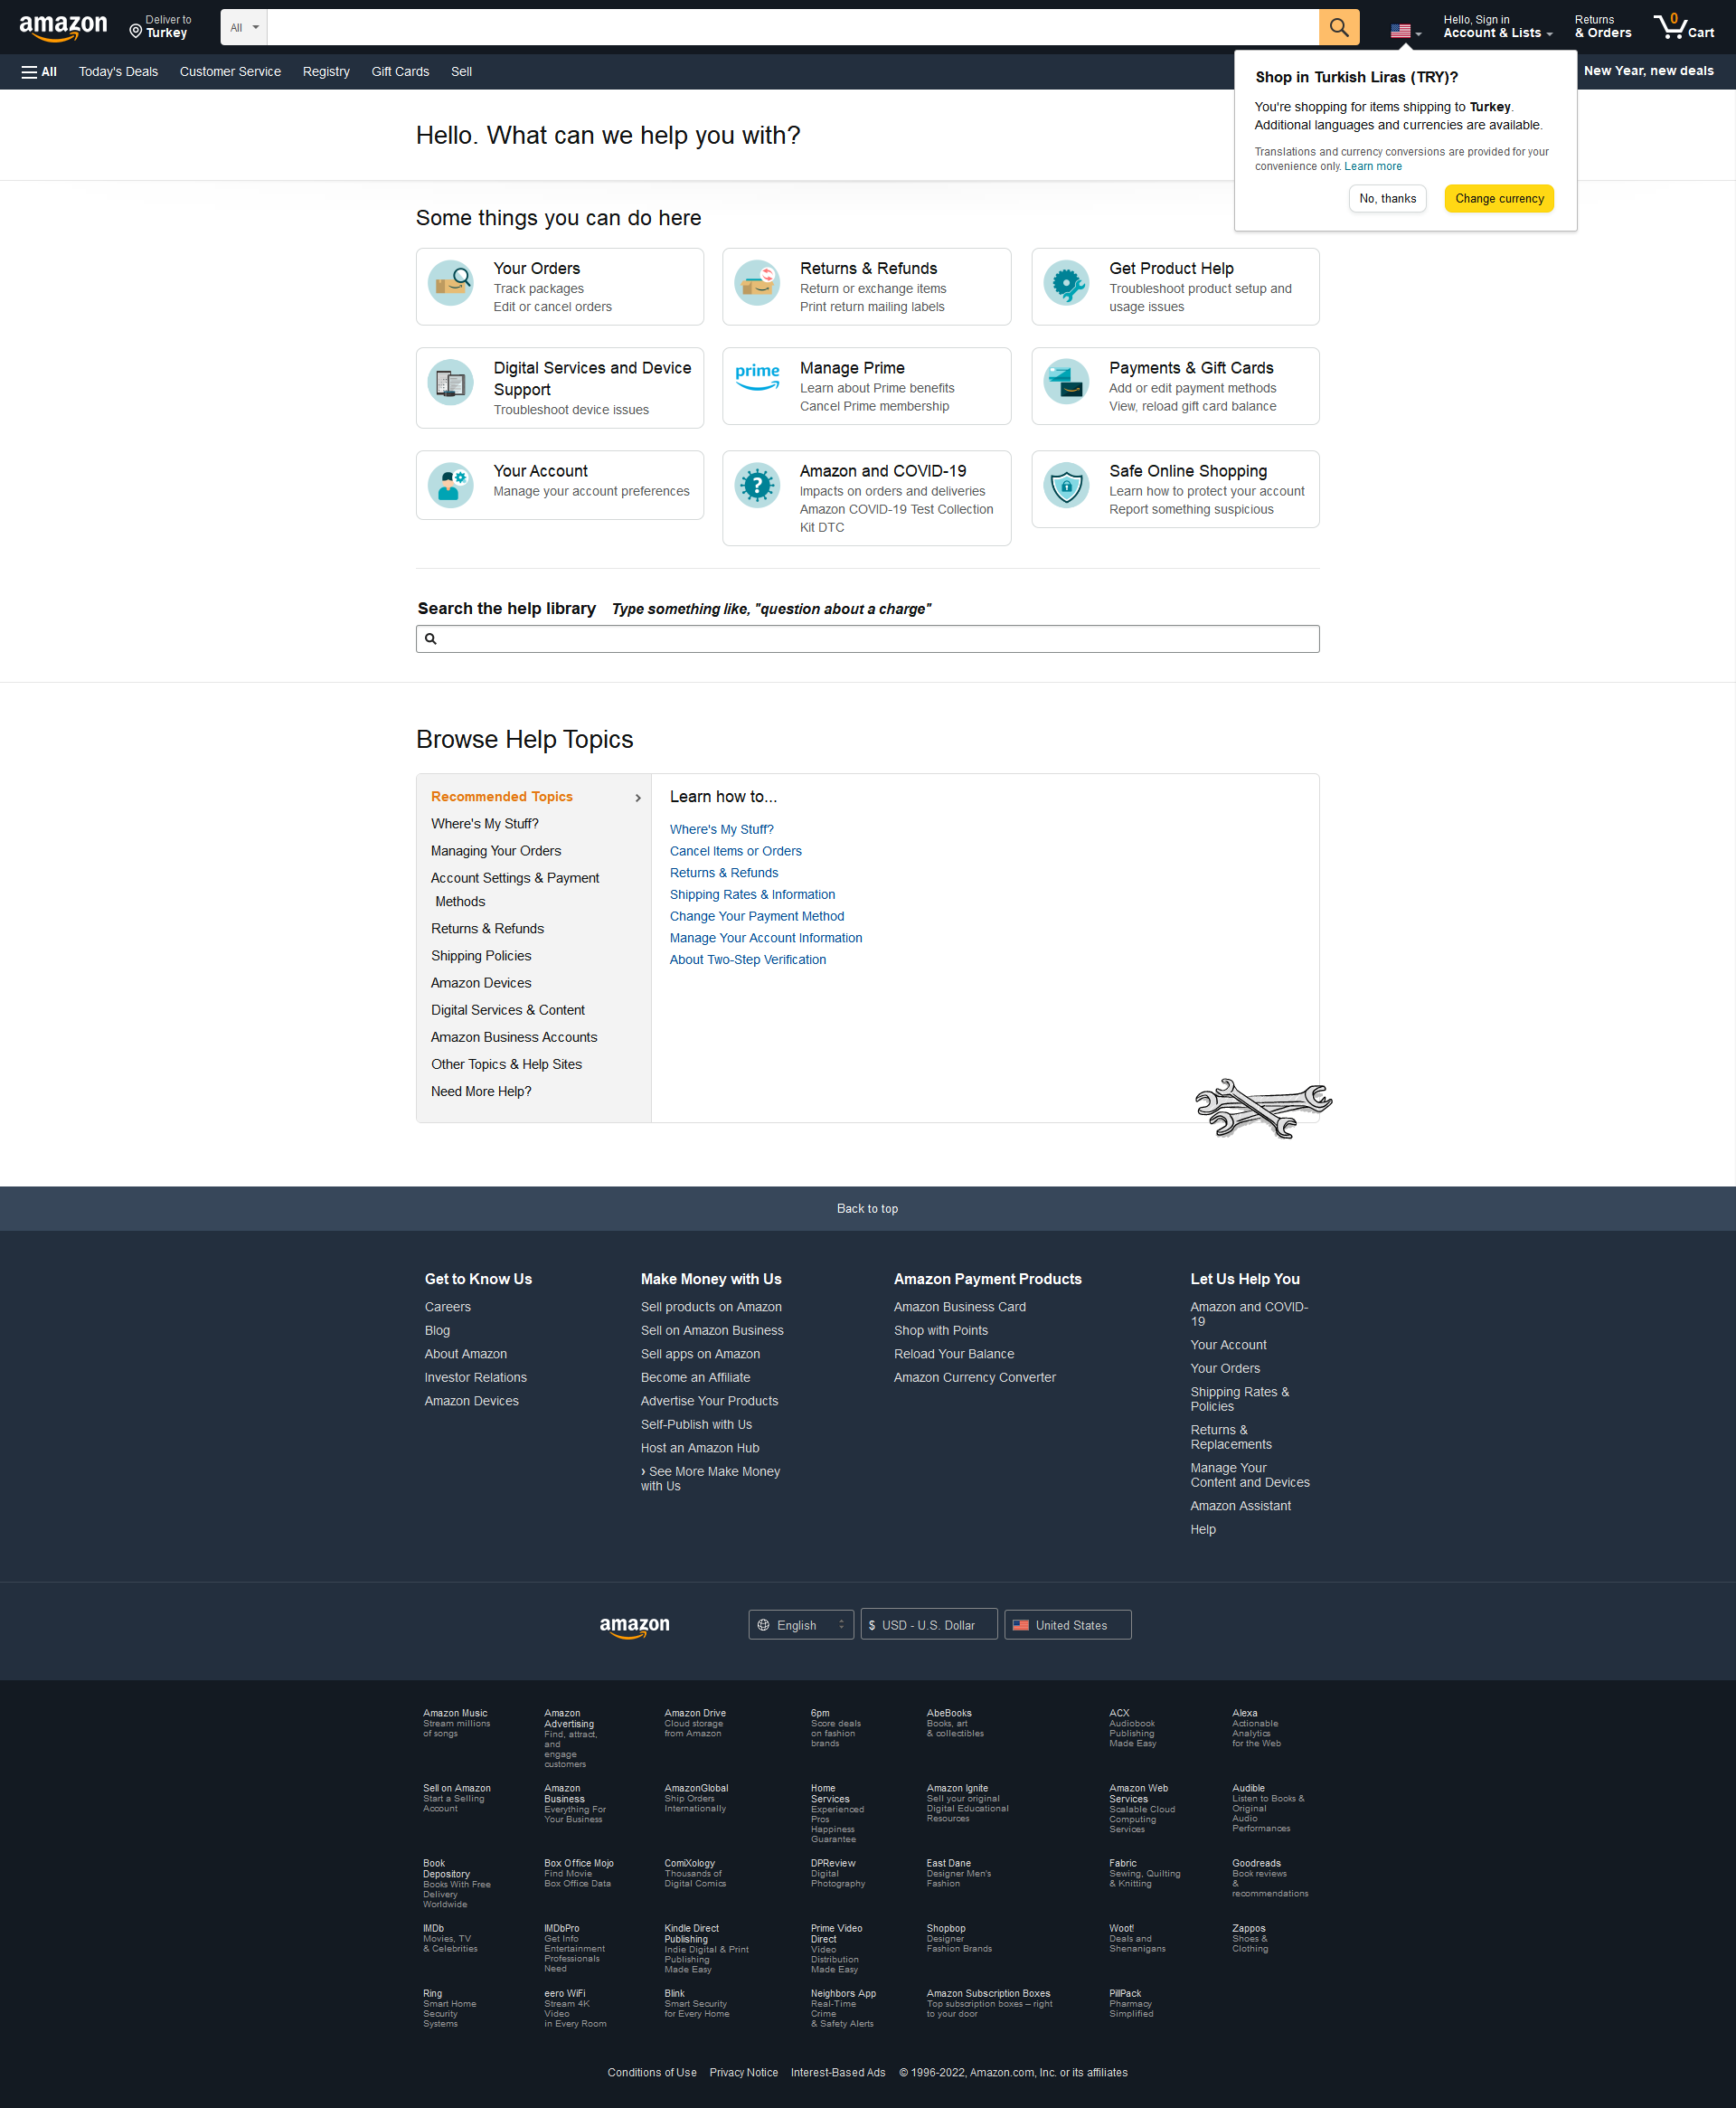 amazon
Deliver to
Turkey
All
Hello, Sign in
Account & Lists
Returns
& Orders
0
Cart
All
Today's Deals
Customer Service
Registry
Gift Cards
Sell
New Year, new deals
Shop in Turkish Liras (TRY)?
You're shopping for items shipping to Turkey.
Additional languages and currencies are available.
Translations and currency conversions are provided for your
convenience only. Learn more
No, thanks
Change currency
Hello. What can we help you with?
Some things you can do here
Your Orders
Track packages
Edit or cancel orders
Returns & Refunds
Return or exchange items
Print return mailing labels
Get Product Help
Troubleshoot product setup and
usage issues
Digital Services and Device
Support
Troubleshoot device issues
prime
Manage Prime
Learn about Prime benefits
Cancel Prime membership
Payments & Gift Cards
Add or edit payment methods
View, reload gift card balance
Your Account
Manage your account preferences
?
Amazon and COVID-19
Impacts on orders and deliveries
Amazon COVID-19 Test Collection
Kit DTC
Safe Online Shopping
Learn how to protect your account
Report something suspicious
Search the help library Type something like, "question about a charge"
Browse Help Topics
Recommended Topics
Where's My Stuff?
Managing Your Orders
Account Settings & Payment
Methods
Returns & Refunds
Shipping Policies
Amazon Devices
Digital Services & Content
Amazon Business Accounts
Other Topics & Help Sites
Need More Help?
Learn how to...
Where's My Stuff?
Cancel Items or Orders
Returns & Refunds
Shipping Rates & Information
Change Your Payment Method
Manage Your Account Information
About Two-Step Verification
Back to top
Get to Know Us
Careers
Blog
About Amazon
Investor Relations
Amazon Devices
Make Money with Us
Sell products on Amazon
Sell on Amazon Business
Sell apps on Amazon
Become an Affiliate
Advertise Your Products
Self-Publish with Us
Host an Amazon Hub
› See More Make Money
with Us
Amazon Payment Products
Amazon Business Card
Shop with Points
Reload Your Balance
Amazon Currency Converter
Let Us Help You
Amazon and COVID-
19
Your Account
Your Orders
Shipping Rates &
Policies
Returns &
Replacements
Manage Your
Content and Devices
Amazon Assistant
Help
amazon
English
$ USD - U.S. Dollar
United States
Amazon Music
Stream millions
of songs
Amazon
Advertising
Find, attract,
and
engage
customers
Amazon Drive
Cloud storage
from Amazon
6pm
Score deals
on fashion
brands
AbeBooks
Books, art
& collectibles
ACX
Audiobook
Publishing
Made Easy
Alexa
Actionable
Analytics
for the Web
Sell on Amazon
Start a Selling
Account
Amazon
Business
Everything For
Your Business
AmazonGlobal
Ship Orders
Internationally
Home
Services
Experienced
Pros
Happiness
Guarantee
Amazon Ignite
Sell your original
Digital Educational
Resources
Amazon Web
Services
Scalable Cloud
Computing
Services
Audible
Listen to Books &
Original
Audio
Performances
Book
Depository
Books With Free
Delivery
Worldwide
Box Office Mojo
Find Movie
Box Office Data
ComiXology
Thousands of
Digital Comics
DPReview
Digital
Photography
East Dane
Designer Men's
Fashion
Fabric
Sewing, Quilting
& Knitting
Goodreads
Book reviews
&
recommendations
IMDb
Movies, TV
& Celebrities
IMDbPro
Get Info
Entertainment
Professionals
Need
Kindle Direct
Publishing
Indie Digital & Print
Publishing
Made Easy
Prime Video
Direct
Video
Distribution
Made Easy
Shopbop
Designer
Fashion Brands
Woot!
Deals and
Shenanigans
Zappos
Shoes &
Clothing
Ring
Smart Home
Security
Systems
eero WiFi
Stream 4K
Video
in Every Room
Blink
Smart Security
for Every Home
Neighbors App
Real-Time
Crime
& Safety Alerts
Amazon Subscription Boxes
Top subscription boxes – right
to your door
PillPack
Pharmacy
Simplified
Conditions of Use
Privacy Notice
Interest-Based Ads
© 1996-2022, Amazon.com, Inc. or its affiliates